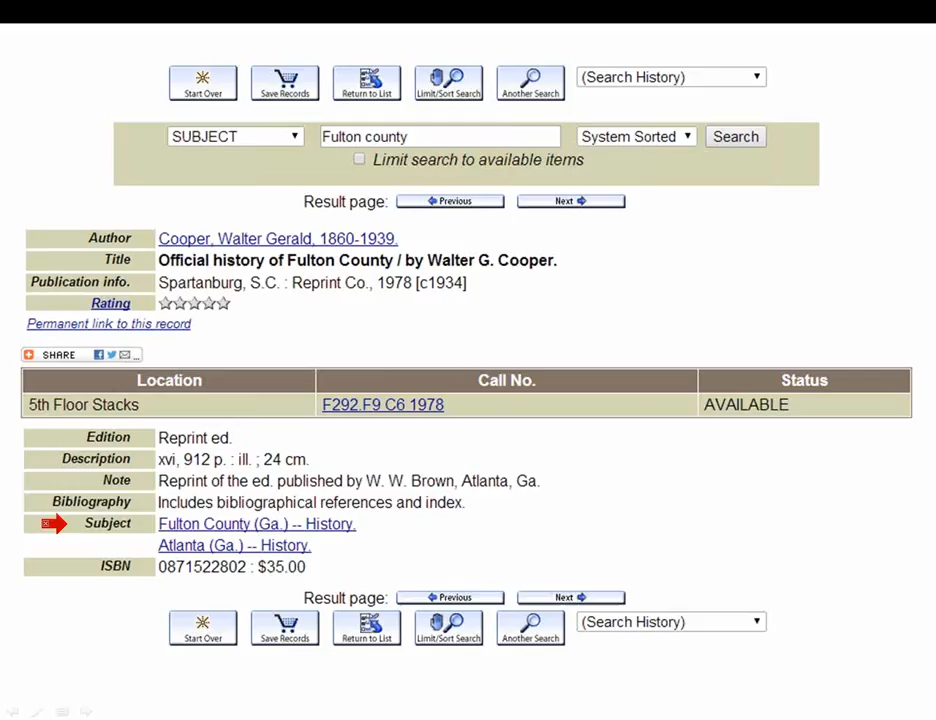 Start Over Save Records Return to List Limit/Sort Search Another Search (Search History)
SUBJECT Fulton county System Sorted Search
Limit search to available items
Result page: Previous Next
Author Cooper, Walter Gerald, 1860-1939.
Title Official history of Fulton County / by Walter G. Cooper.
Publication info. Spartanburg, S.C. : Reprint Co., 1978 [c1934]
Rating
Permanent link to this record
SHARE ...
Location Call No. Status
5th Floor Stacks F292.F9 C6 1978 AVAILABLE
Edition Reprint ed.
Description xvi, 912 p. : ill. ; 24 cm.
Note Reprint of the ed. published by W. W. Brown, Atlanta, Ga.
Bibliography Includes bibliographical references and index.
Subject Fulton County (Ga.) -- History.
Atlanta (Ga.) -- History.
ISBN 0871522802 : $35.00
Result page: Previous Next
Start Over Save Records Return to List Limit/Sort Search Another Search (Search History)